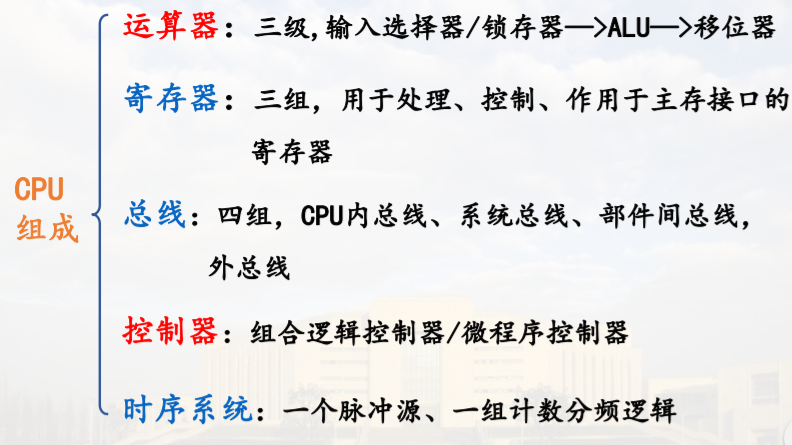 运算器：三级,输入选择器/锁存器—>ALU—>移位器
寄存器：三组，用于处理、控制、作用于主存接口的
寄存器
CPU
组成
总线：四组，CPU内总线、系统总线、部件间总线，
外总线
控制器：组合逻辑控制器/微程序控制器
时序系统：一个脉冲源、一组计数分频逻辑